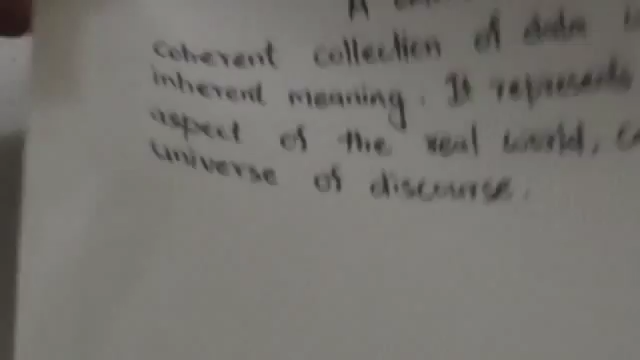 A
coherent collection of data
inherent meaning. It represents
aspect of the real world,
universe of discourse.